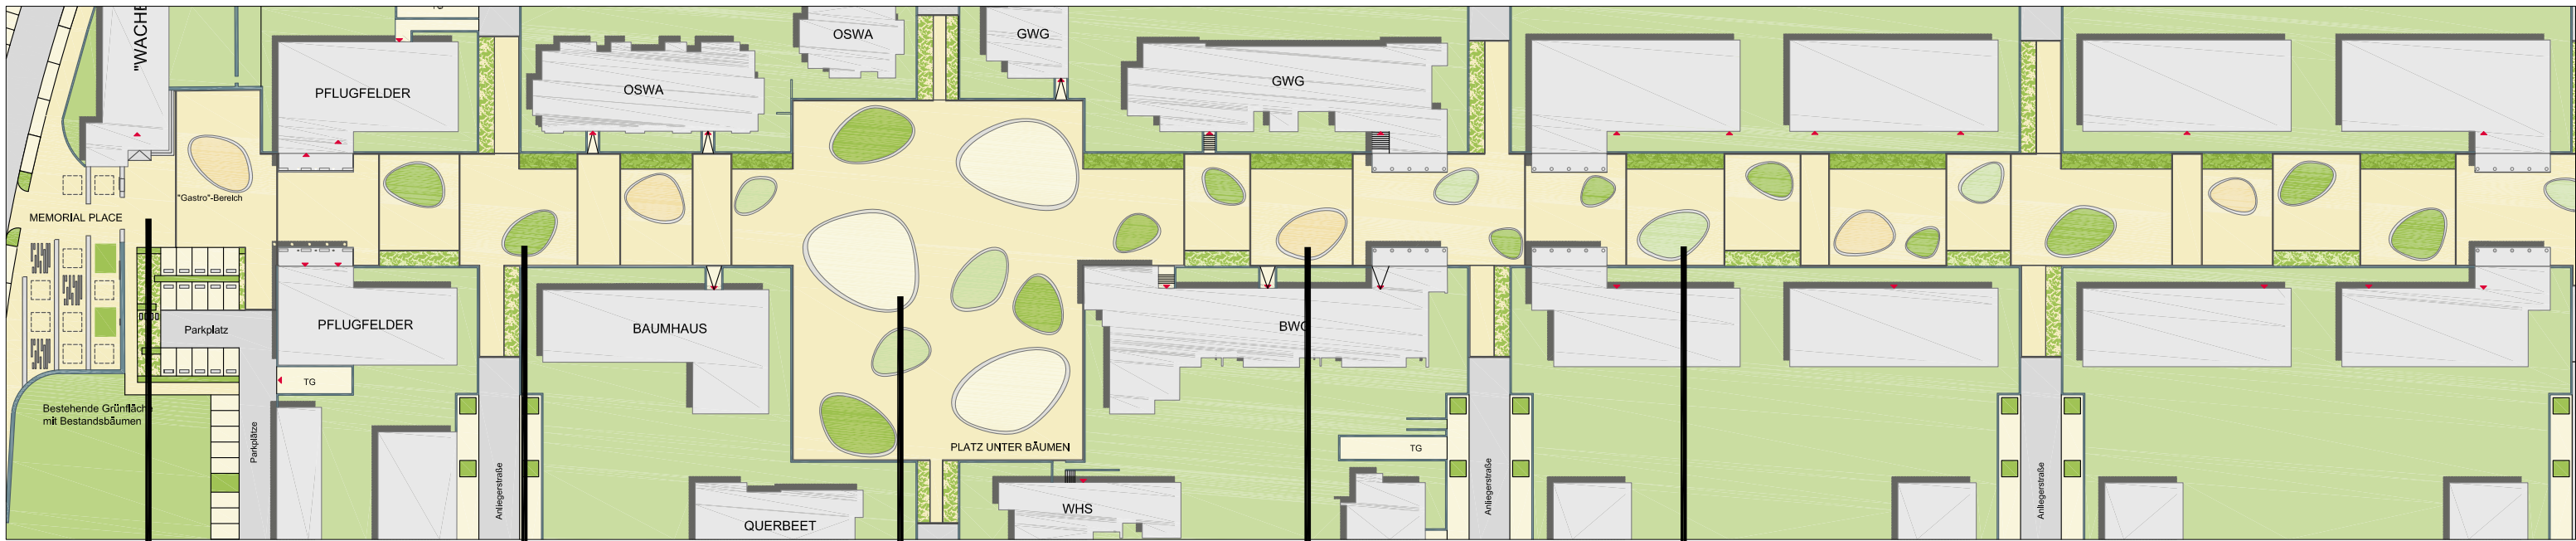 "WACHE
PFLUGFELDER
OSWA
OSWA
GWG
GWG
"Gastro"-Bereich
MEMORIAL PLACE
Parkplatz
PFLUGFELDER
BAUMHAUS
BWG
TG
Bestehende Grünfläche
mit Bestandsbäumen
Parkplätze
Anliegerstraße
PLATZ UNTER BÄUMEN
TG
Anliegerstraße
Anliegerstraße
QUERBEET
WHS